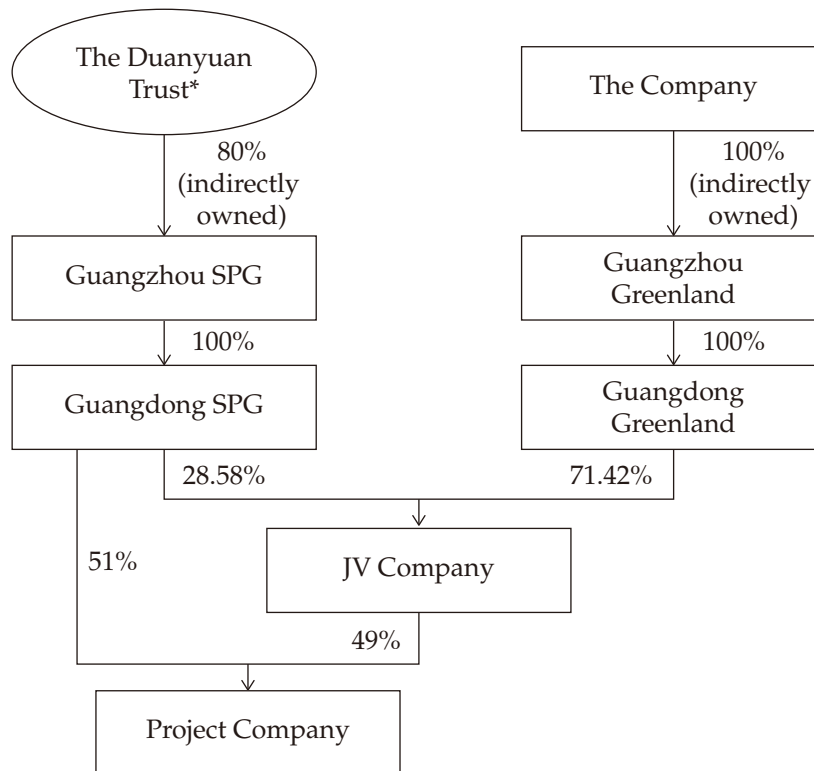 The Duanyuan
Trust*
The Company
80%
(indirectly
owned)
100%
(indirectly
owned)
Guangzhou SPG
Guangzhou
Greenland
100%
100%
Guangdong SPG
Guangdong
Greenland
28.58%
71.42%
51%
JV Company
49%
Project Company